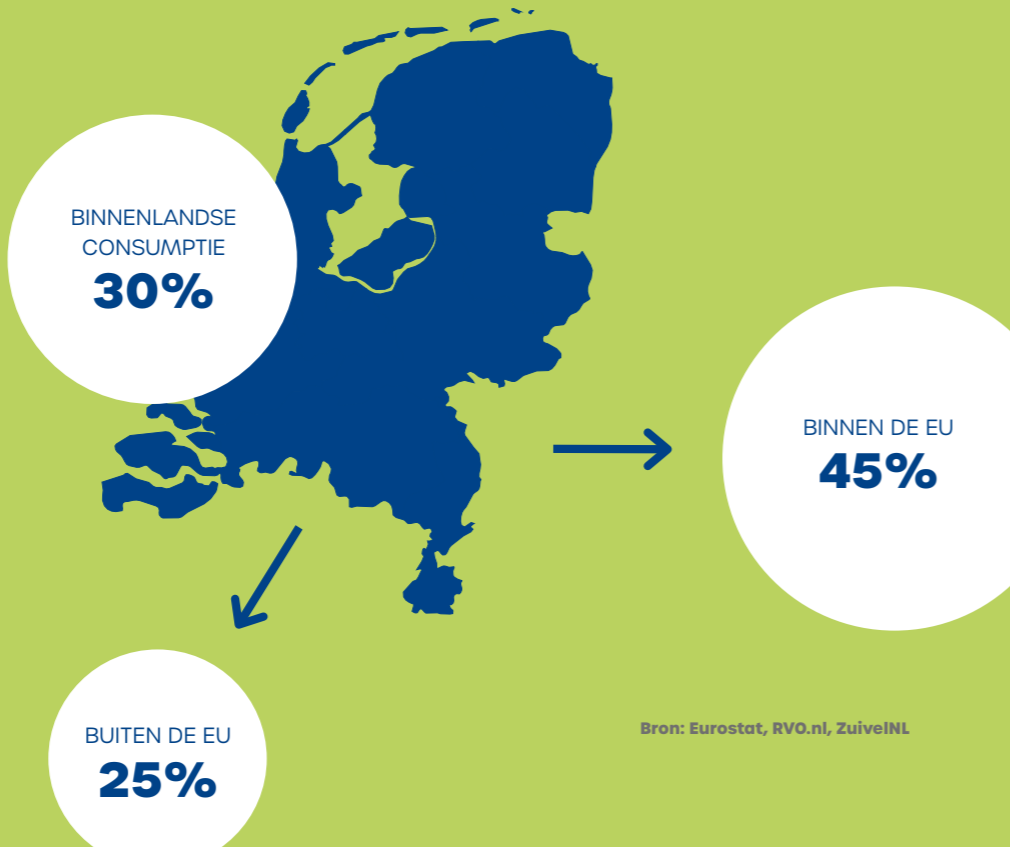 BINNENLANDSE
CONSUMPTIE
30%
BINNEN DE EU
45%
Bron: Eurostat, RVO.nl, ZuivelNL
BUITEN DE EU
25%